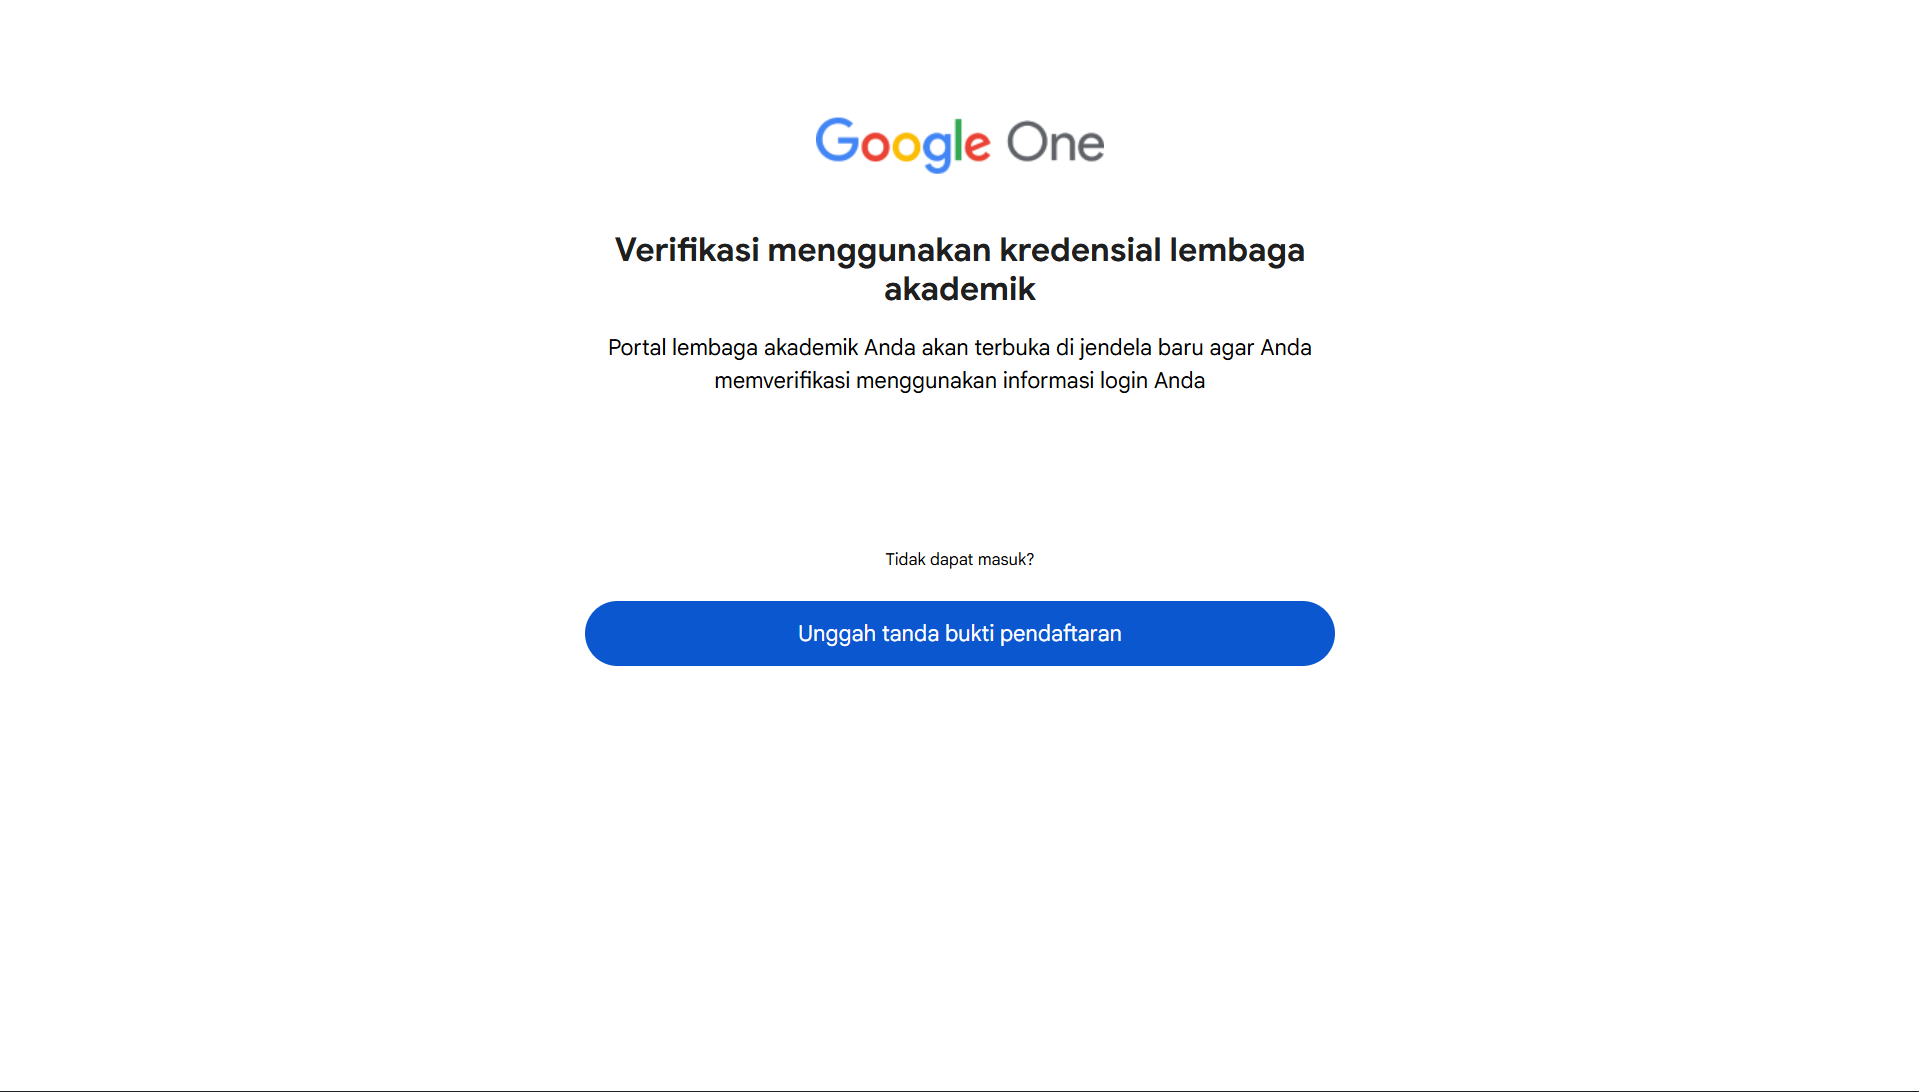 Google One
Verifikasi menggunakan kredensial lembaga
akademik
Portal lembaga akademik Anda akan terbuka di jendela baru agar Anda
memverifikasi menggunakan informasi login Anda
Tidak dapat masuk?
Unggah tanda bukti pendaftaran